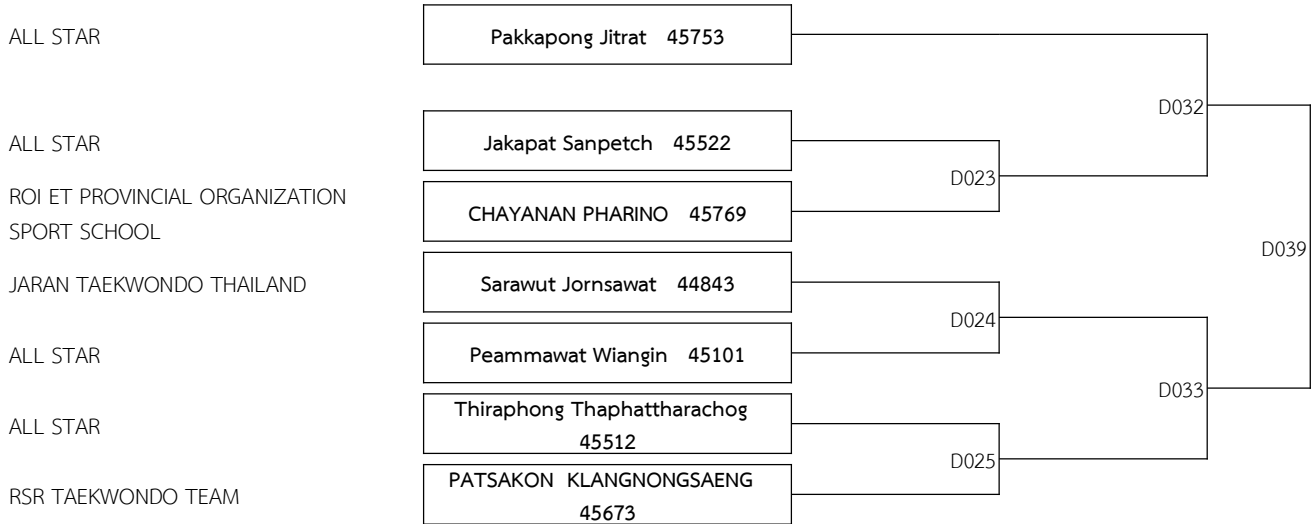 ALL STAR
Pakkapong Jitrat 45753
D032
ALL STAR
Jakapat Sanpetch 45522
D023
ROI ET PROVINCIAL ORGANIZATION
SPORT SCHOOL
CHAYANAN PHARINO 45769
D039
JARAN TAEKWONDO THAILAND
Sarawut Jornsawat 44843
D024
ALL STAR
Peammawat Wiangin 45101
D033
ALL STAR
Thiraphong Thaphattharachog
45512
D025
RSR TAEKWONDO TEAM
PATSAKON KLANGNONGSAENG
45673